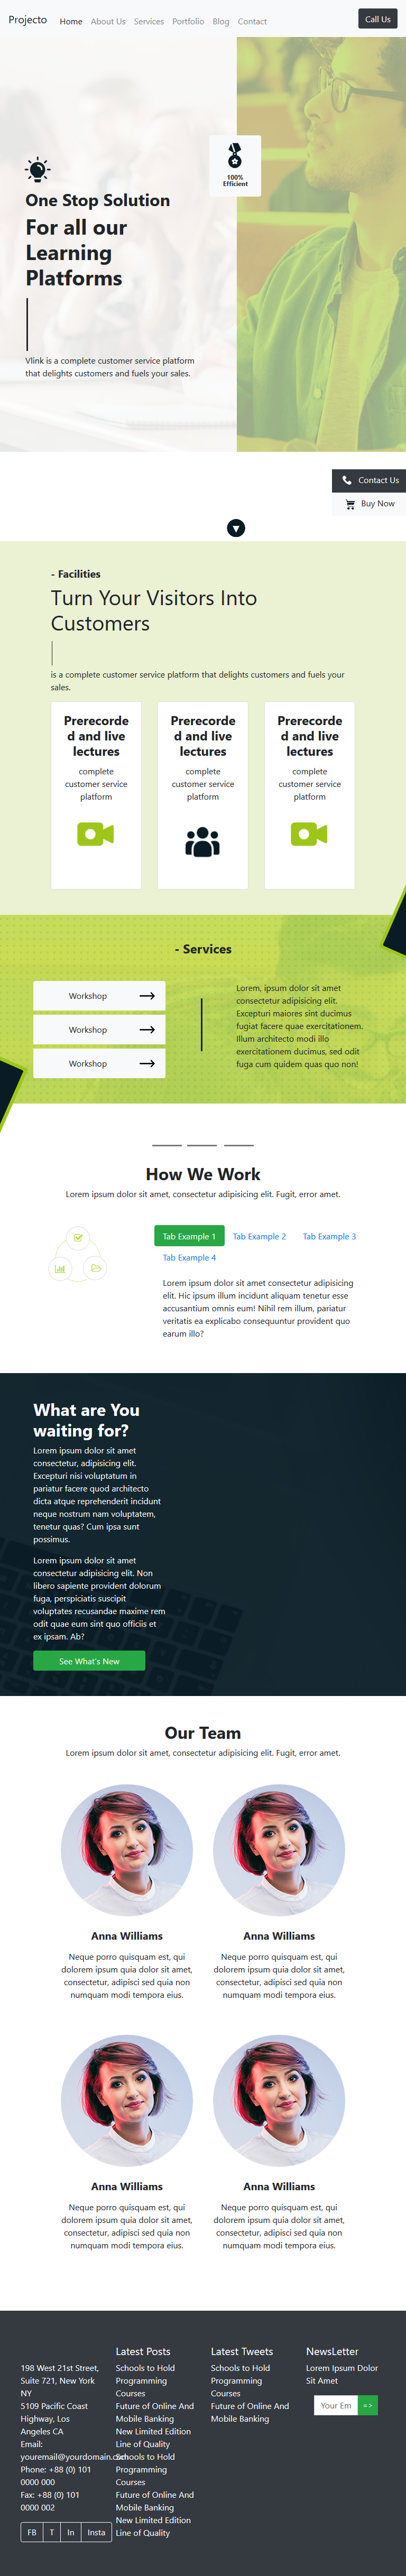 Projecto
Home
About Us
Services
Portfolio
Blog
Contact
Call Us
100%
Efficient
One Stop Solution
For all our
Learning
Platforms
Vlink is a complete customer service platform
that delights customers and fuels your sales.
Contact Us
Buy Now
- Facilities
Turn Your Visitors Into
Customers
is a complete customer service platform that delights customers and fuels your
sales.
Prerecorde
d and live
lectures
complete
customer service
platform
Prerecorde
d and live
lectures
complete
customer service
platform
Prerecorde
d and live
lectures
complete
customer service
platform
- Services
Workshop
Workshop
Workshop
Lorem, ipsum dolor sit amet
consectetur adipisicing elit.
Excepturi maiores sint ducimus
fugiat facere quae exercitationem.
Illum architecto modi illo
exercitationem ducimus, sed odit
fuga cum quidem quas quo non!
How We Work
Lorem ipsum dolor sit amet, consectetur adipisicing elit. Fugit, error amet.
Tab Example 1
Tab Example 2
Tab Example 3
Tab Example 4
Lorem ipsum dolor sit amet consectetur adipisicing
elit. Hic ipsum illum incidunt aliquam tenetur esse
accusantium omnis eum! Nihil rem illum, pariatur
veritatis ea explicabo consequuntur provident quo
earum illo?
What are You
waiting for?
Lorem ipsum dolor sit amet
consectetur, adipisicing elit.
Excepturi nisi voluptatum in
pariatur facere quod architecto
dicta atque reprehenderit incidunt
neque nostrum nam voluptatem,
tenetur quas? Cum ipsa sunt
possimus.
Lorem ipsum dolor sit amet
consectetur adipisicing elit. Non
libero sapiente provident dolorum
fuga, perspiciatis suscipit
voluptates recusandae maxime rem
odit quae eum sint quo officiis et
ex ipsam. Ab?
See What's New
Our Team
Lorem ipsum dolor sit amet, consectetur adipisicing elit. Fugit, error amet.
Anna Williams
Neque porro quisquam est, qui
dolorem ipsum quia dolor sit amet,
consectetur, adipisci sed quia non
numquam modi tempora eius.
Anna Williams
Neque porro quisquam est, qui
dolorem ipsum quia dolor sit amet,
consectetur, adipisci sed quia non
numquam modi tempora eius.
Anna Williams
Neque porro quisquam est, qui
dolorem ipsum quia dolor sit amet,
consectetur, adipisci sed quia non
numquam modi tempora eius.
Anna Williams
Neque porro quisquam est, qui
dolorem ipsum quia dolor sit amet,
consectetur, adipisci sed quia non
numquam modi tempora eius.
198 West 21st Street,
Suite 721, New York
NY
5109 Pacific Coast
Highway, Los
Angeles CA
Email:
youremail@yourdomain.com
Phone: +88 (0) 101
0000 000
Fax: +88 (0) 101
0000 002
FB
T
In
Insta
Latest Posts
Schools to Hold
Programming
Courses
Future of Online And
Mobile Banking
New Limited Edition
Line of Quality
Schools to Hold
Programming
Courses
Future of Online And
Mobile Banking
New Limited Edition
Line of Quality
Latest Tweets
Schools to Hold
Programming
Courses
Future of Online And
Mobile Banking
NewsLetter
Lorem Ipsum Dolor
Sit Amet
Your Em
=>